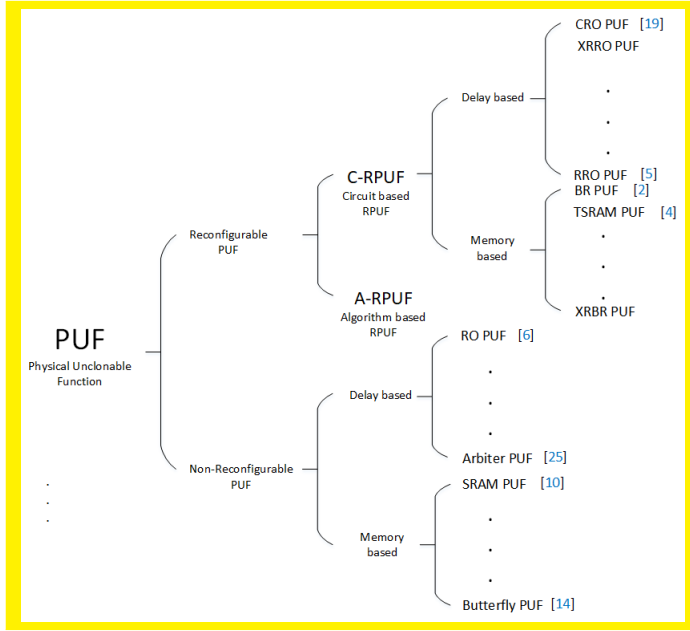 CRO PUF [19]
XRRO PUF
Delay based
.
.
.
RRO PUF [5]
C-RPUF
Circuit based
RPUF
BR PUF [2]
TSRAM PUF [4]
Reconfigurable
PUF
Memory
based
.
.
.
XRBR PUF
A-RPUF
Algorithm based
RPUF
PUF
Physical Unclonable
Function
RO PUF [6]
Delay based
.
.
.
Arbiter PUF [25]
Non-Reconfigurable
PUF
SRAM PUF [10]
Memory
based
.
.
.
Butterfly PUF [14]
.
.
.